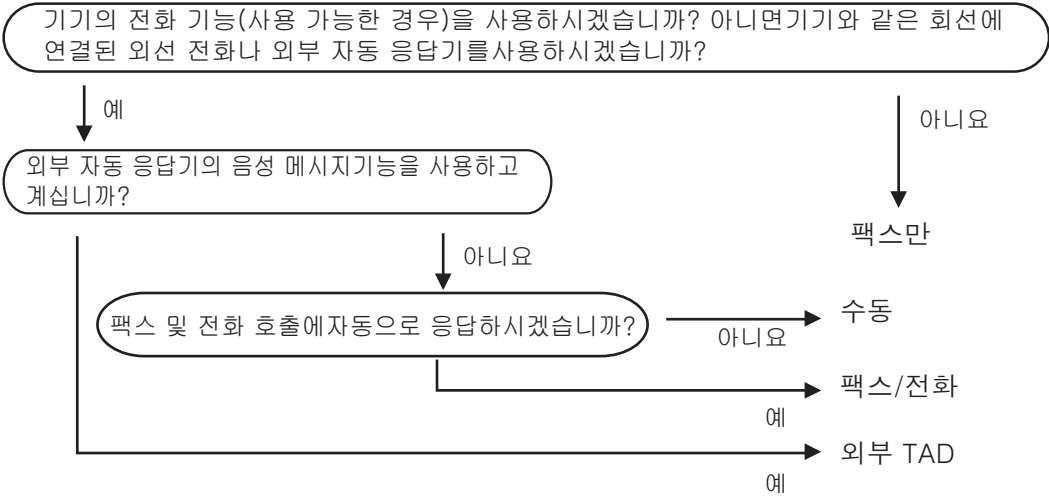 기기의 전화 기능(사용 가능한 경우)을 사용하시겠습니까? 아니면기기와 같은 회선에
연결된 외선 전화나 외부 자동 응답기를사용하시겠습니까?
예
아니요
외부 자동 응답기의 음성 메시지기능을 사용하고
계십니까?
팩스만
아니요
팩스 및 전화 호출에자동으로 응답하시겠습니까?
수동
아니요
팩스/전화
예
외부 TAD
예